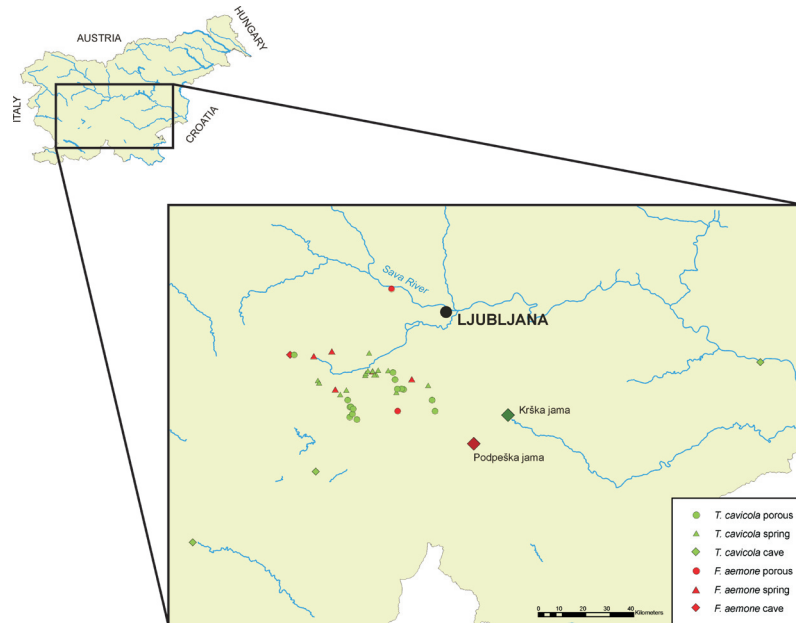 AUSTRIA
HUNGARY
ITALY
CROATIA
Sava River
LJUBLJANA
Krška jama
Podpeška jama
T. cavicola porous
T. cavicola spring
T. cavicola cave
F. aemone porous
F. aemone spring
F. aemone cave
0 5 10 20 30 40
Kilometers